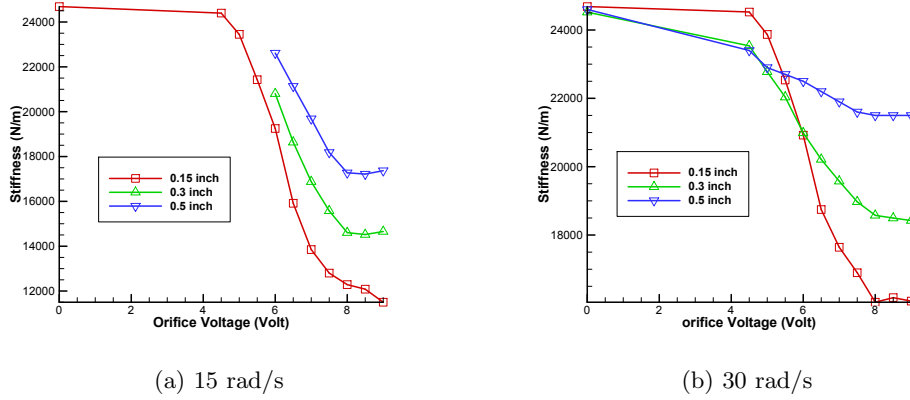 24000
22000
20000
18000
16000
14000
12000
Stiffness (N/m)
0.15 inch
0.3 inch
0.5 inch
0 2 4 6 8
Orifice Voltage (Volt)
(a) 15 rad/s
24000
22000
20000
18000
Stiffness (N/m)
0.15 inch
0.3 inch
0.5 inch
0 2 4 6 8
orifice Voltage (Volt)
(b) 30 rad/s